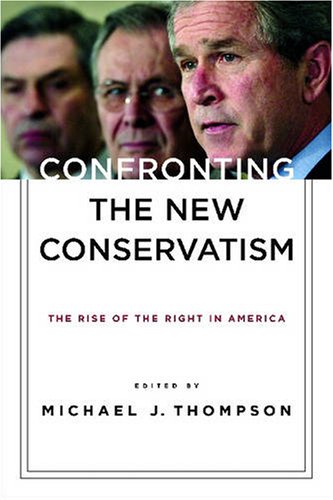 CONFRONTING
THE NEW
CONSERVATISM
THE RISE OF THE RIGHT IN AMERICA
EDITED BY
MICHAEL J. THOMPSON